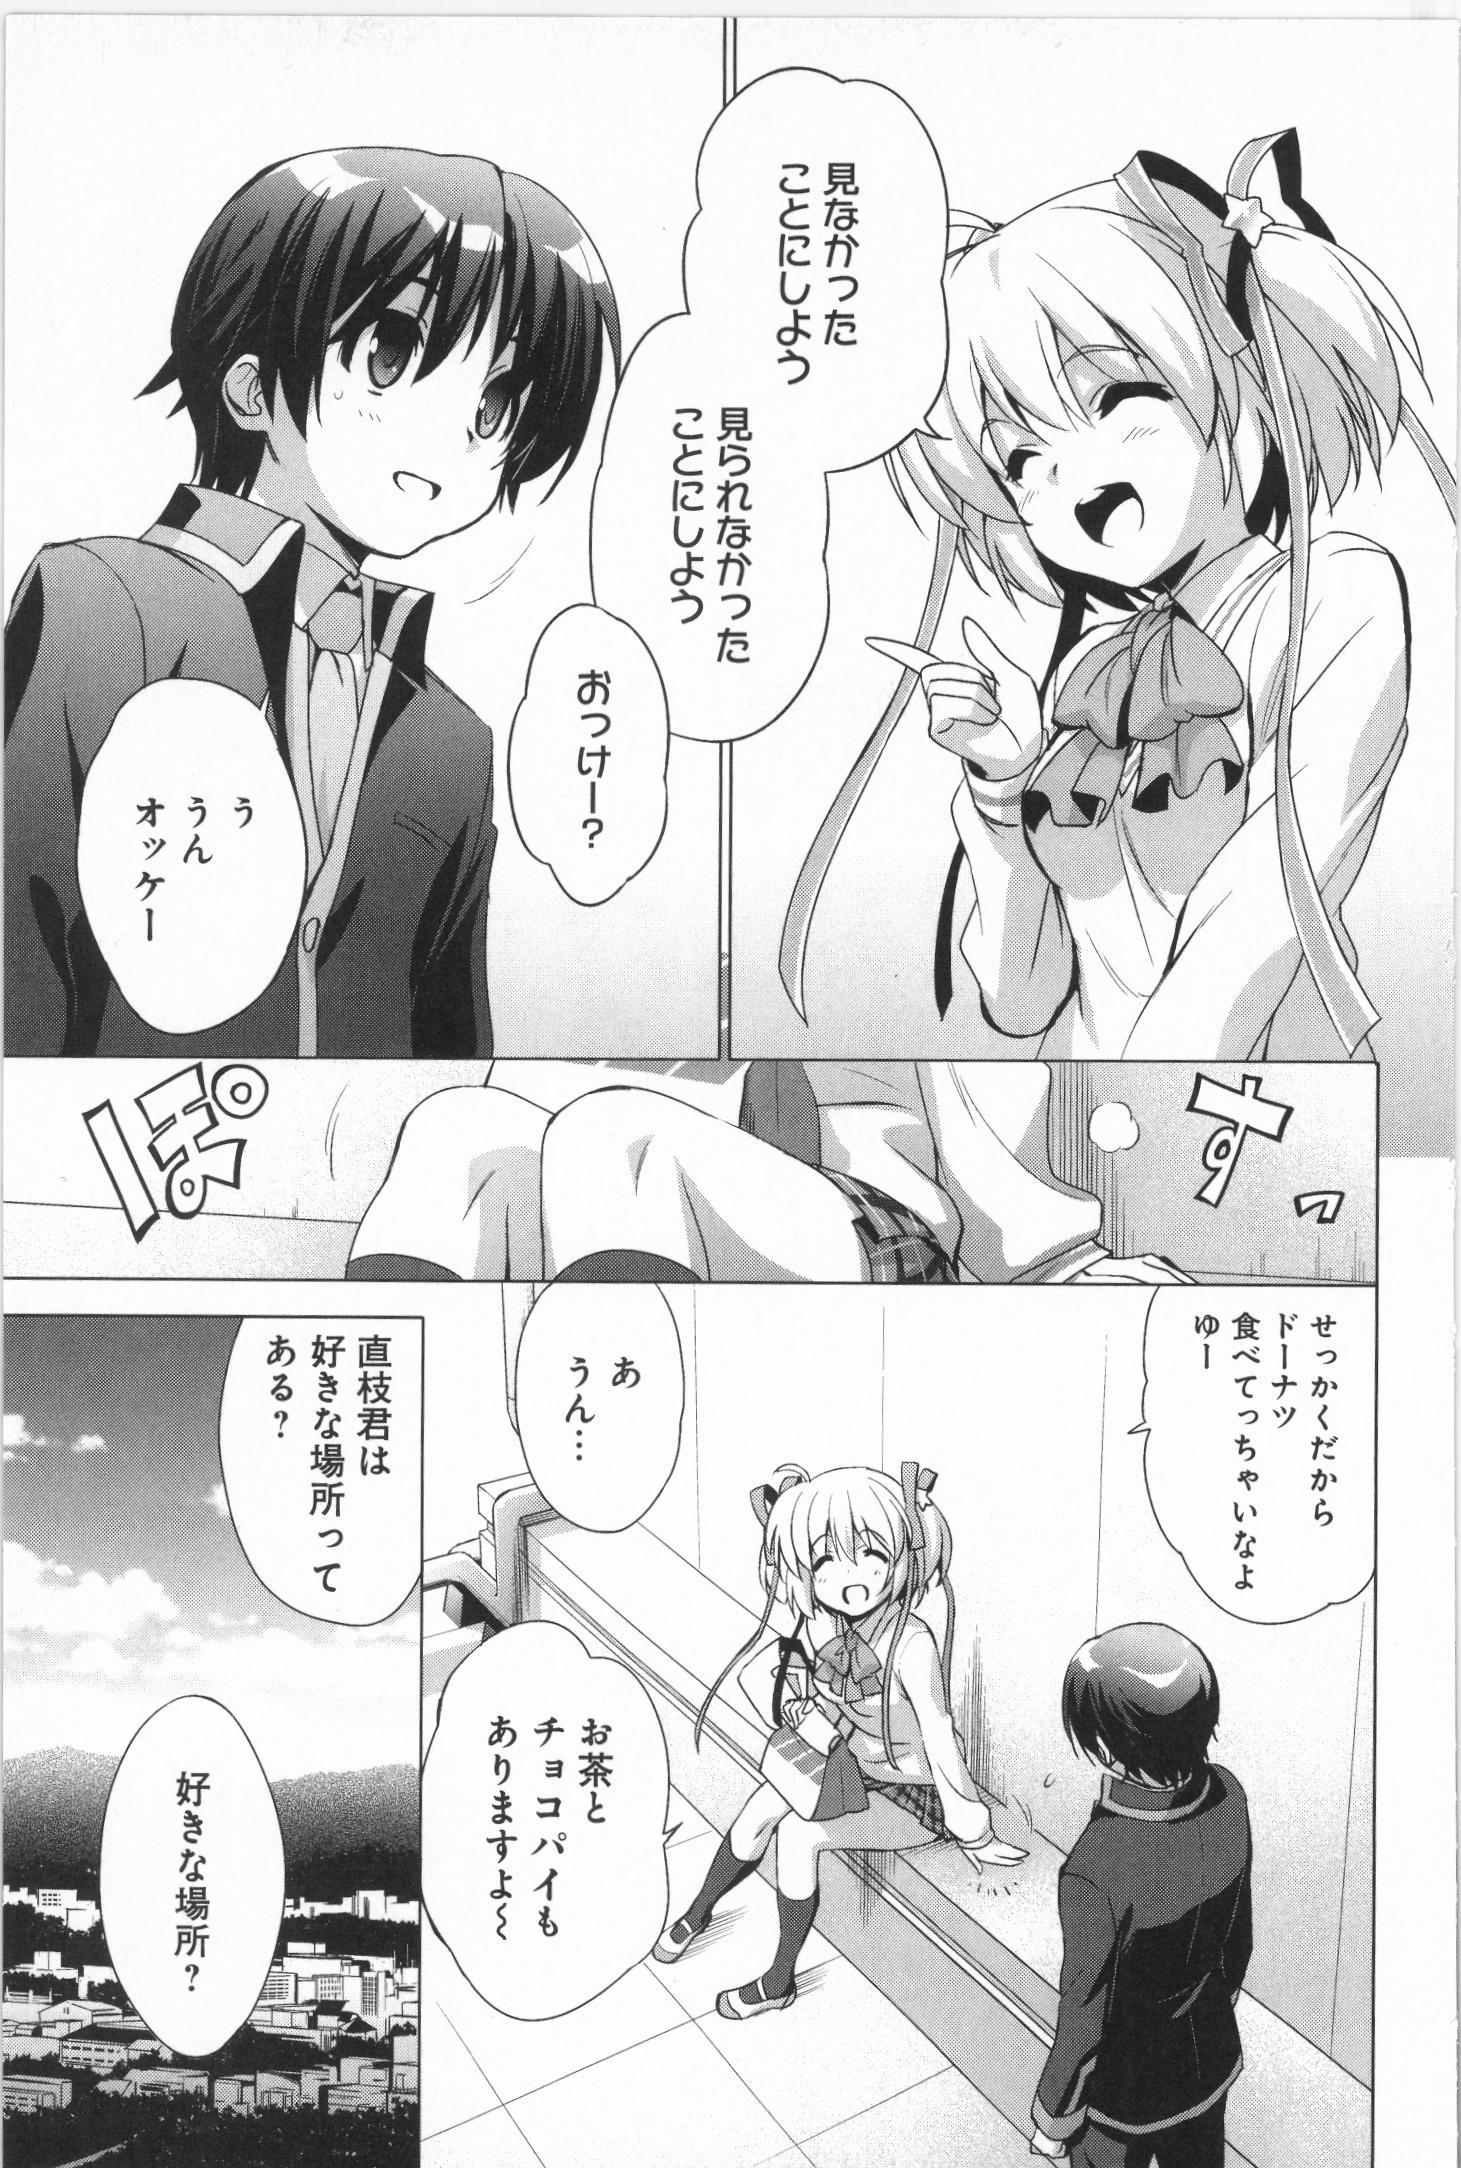 見なかった
ことにしよう
見られなかった
ことにしよう
おっけー?
う
うん
オッケー
すっ
ぽー
せっかくだから
ドーナツ
食べてっちゃいなよ
ゆー
あ
うん…
お茶と
チョコパイも
ありますよ〜
直枝君は
好きな場所って
ある?
好きな場所?